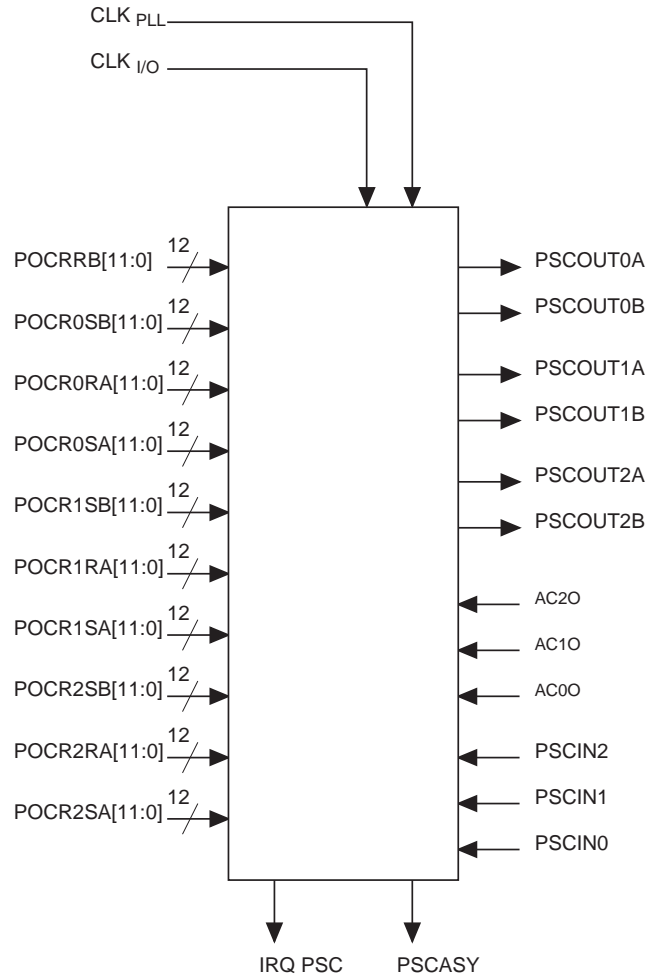 CLK PLL
CLK I/O
POCRRB[11:0] 12
POCR0SB[11:0] 12
POCR0RA[11:0] 12
POCR0SA[11:0] 12
POCR1SB[11:0] 12
POCR1RA[11:0] 12
POCR1SA[11:0] 12
POCR2SB[11:0] 12
POCR2RA[11:0] 12
POCR2SA[11:0] 12
PSCOUT0A
PSCOUT0B
PSCOUT1A
PSCOUT1B
PSCOUT2A
PSCOUT2B
AC2O
AC1O
AC0O
PSCIN2
PSCIN1
PSCIN0
IRQ PSC
PSCASY